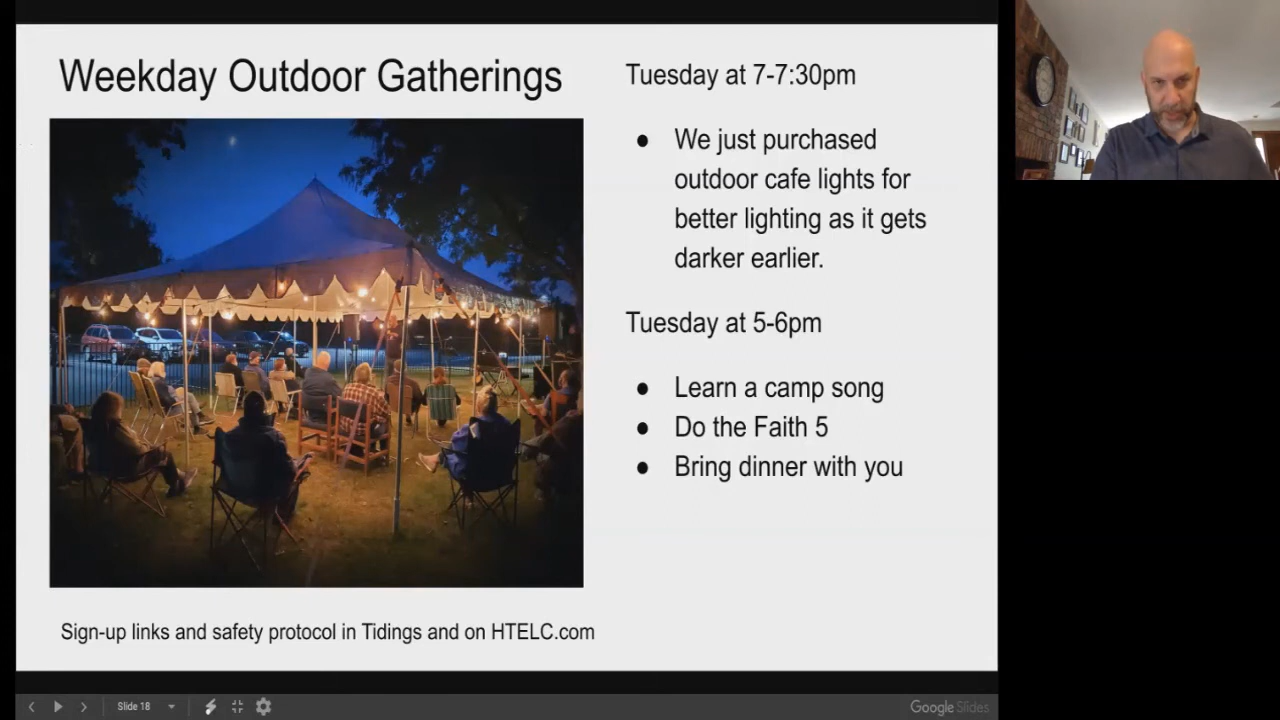 Weekday Outdoor Gatherings
Tuesday at 7-7:30pm
● We just purchased
outdoor cafe lights for
better lighting as it gets
darker earlier.
Tuesday at 5-6pm
● Learn a camp song
● Do the Faith 5
● Bring dinner with you
Sign-up links and safety protocol in Tidings and on HTELC.com
Slide 18
Google Slides